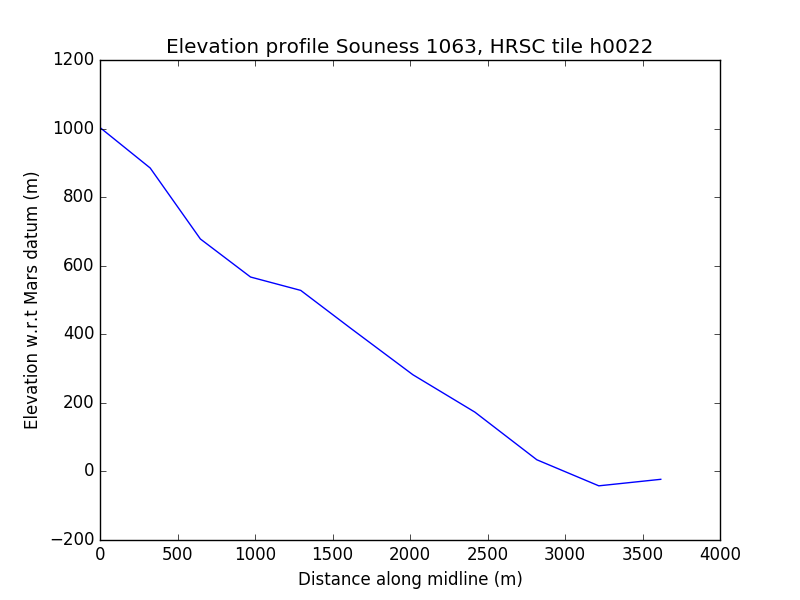 Elevation profile Souness 1063, HRSC tile h0022
1200
1000
800
600
400
200
0
−200
Elevation w.r.t Mars datum (m)
0 500 1000 1500 2000 2500 3000 3500 4000
Distance along midline (m)